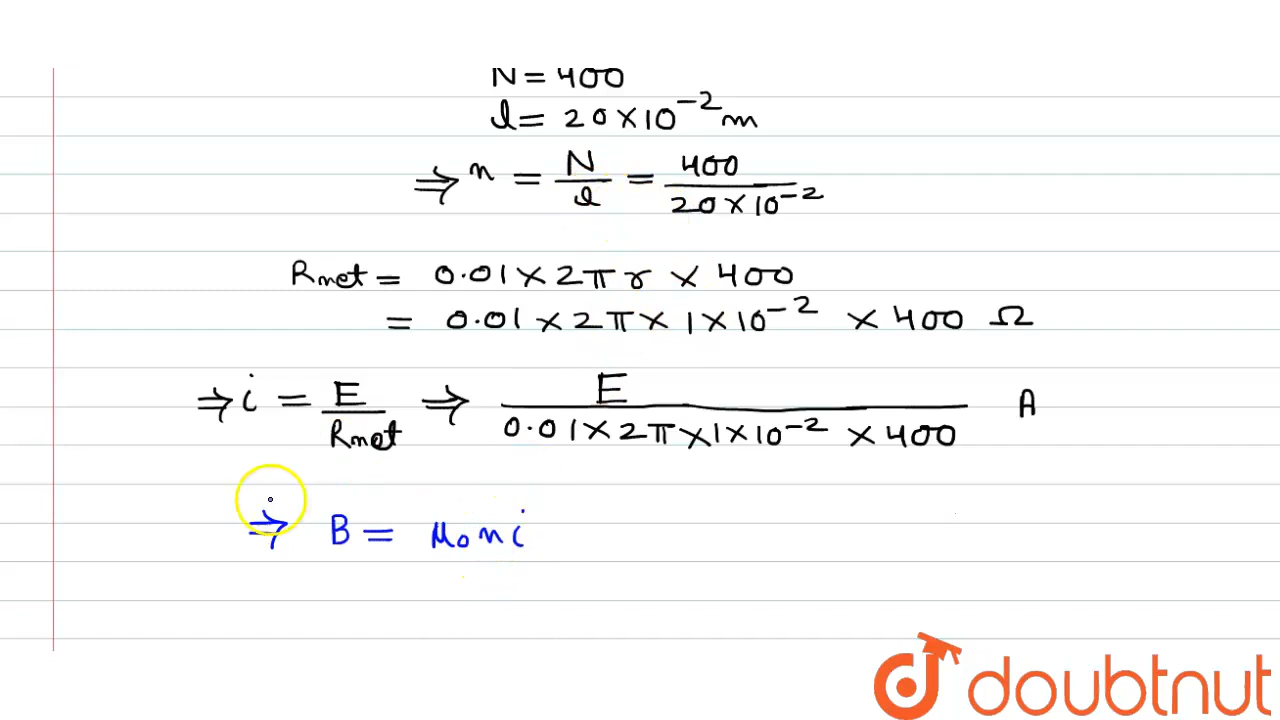 N = 400
l = 20 × 10⁻² m
⇒ n = N/l = 400/(20 × 10⁻²)
Rnet = 0.01 × 2πr × 400
= 0.01 × 2π × 1 × 10⁻² × 400 Ω
⇒ i = E/Rnet ⇒ E/(0.01 × 2π × 1 × 10⁻² × 400) A
⇒ B = μ₀ni
doubtnut